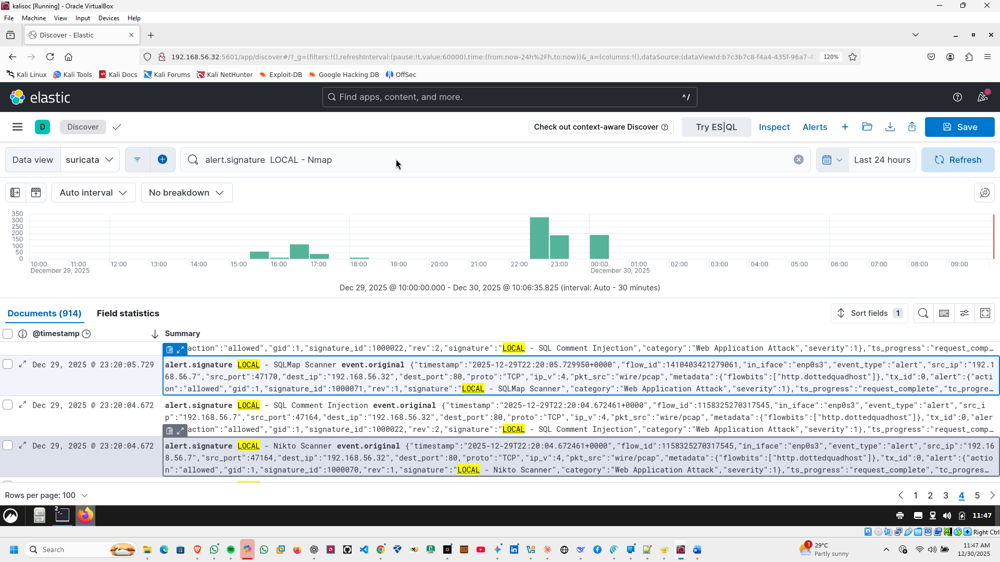 kalisoc [Running] - Oracle VirtualBox
File Machine View Input Devices Help
Discover - Elastic
192.168.56.32:5601/app/discover#/?_g=(filters:!(),refreshInterval:(pause:!t,value:60000),time:(from:now-24h%2Fh,to:now))&_a=(columns:!(),dataSource:(dataViewId:b7c3b7c8-f4a4-435f-96a7-4 120%
Kali Linux Kali Tools Kali Docs Kali Forums Kali NetHunter Exploit-DB Google Hacking DB OffSec
elastic Find apps, content, and more. ^/
D Discover Check out context-aware Discover Try ES|QL Inspect Alerts Save
Data view suricata alert.signature LOCAL - Nmap Last 24 hours Refresh
Auto interval No breakdown
350
300
250
200
150
100
50
0
10:00 11:00 12:00 13:00 14:00 15:00 16:00 17:00 18:00 19:00 20:00 21:00 22:00 23:00 00:00 01:00 02:00 03:00 04:00 05:00 06:00 07:00 08:00 09:00
December 29, 2025 December 30, 2025
Dec 29, 2025 @ 10:00:00.000 - Dec 30, 2025 @ 10:06:35.825 (interval: Auto - 30 minutes)
Documents (914) Field statistics Sort fields 1
@timestamp Summary
action":"allowed","gid":1,"signature_id":1000022,"rev":2,"signature":"LOCAL - SQL Comment Injection","category":"Web Application Attack","severity":1},"ts_progress":"request_comp…
Dec 29, 2025 @ 23:20:05.729 alert.signature LOCAL - SQLMap Scanner event.original {"timestamp":"2025-12-29T22:20:05.729950+0000","flow_id":1410403421279061,"in_iface":"enp0s3","event_type":"alert","src_ip":"192.1
68.56.7","src_port":47170,"dest_ip":"192.168.56.32","dest_port":80,"proto":"TCP","ip_v":4,"pkt_src":"wire/pcap","metadata":{"flowbits":["http.dottedquadhost"]},"tx_id":0,"alert":{"acti
on":"allowed","gid":1,"signature_id":1000071,"rev":1,"signature":"LOCAL - SQLMap Scanner","category":"Web Application Attack","severity":1},"ts_progress":"request_complete","tc_progre…
Dec 29, 2025 @ 23:20:04.672 alert.signature LOCAL - SQL Comment Injection event.original {"timestamp":"2025-12-29T22:20:04.672461+0000","flow_id":1158325270317545,"in_iface":"enp0s3","event_type":"alert","src_i
p":"192.168.56.7","src_port":47164,"dest_ip":"192.168.56.32","dest_port":80,"proto":"TCP","ip_v":4,"pkt_src":"wire/pcap","metadata":{"flowbits":["http.dottedquadhost"]},"tx_id":0,"aler
action":"allowed","gid":1,"signature_id":1000022,"rev":2,"signature":"LOCAL - SQL Comment Injection","category":"Web Application Attack","severity":1},"ts_progress":"request_comp…
Dec 29, 2025 @ 23:20:04.672 alert.signature LOCAL - Nikto Scanner event.original {"timestamp":"2025-12-29T22:20:04.672461+0000","flow_id":1158325270317545,"in_iface":"enp0s3","event_type":"alert","src_ip":"192.16
8.56.7","src_port":47164,"dest_ip":"192.168.56.32","dest_port":80,"proto":"TCP","ip_v":4,"pkt_src":"wire/pcap","metadata":{"flowbits":["http.dottedquadhost"]},"tx_id":0,"alert":{"actio
n":"allowed","gid":1,"signature_id":1000070,"rev":1,"signature":"LOCAL - Nikto Scanner","category":"Web Application Attack","severity":1},"ts_progress":"request_complete","tc_progres…
Rows per page: 100 1 2 3 4 5
2 11:47
Right Ctrl
Search 1 29°C 11:47 AM
Partly sunny 12/30/2025